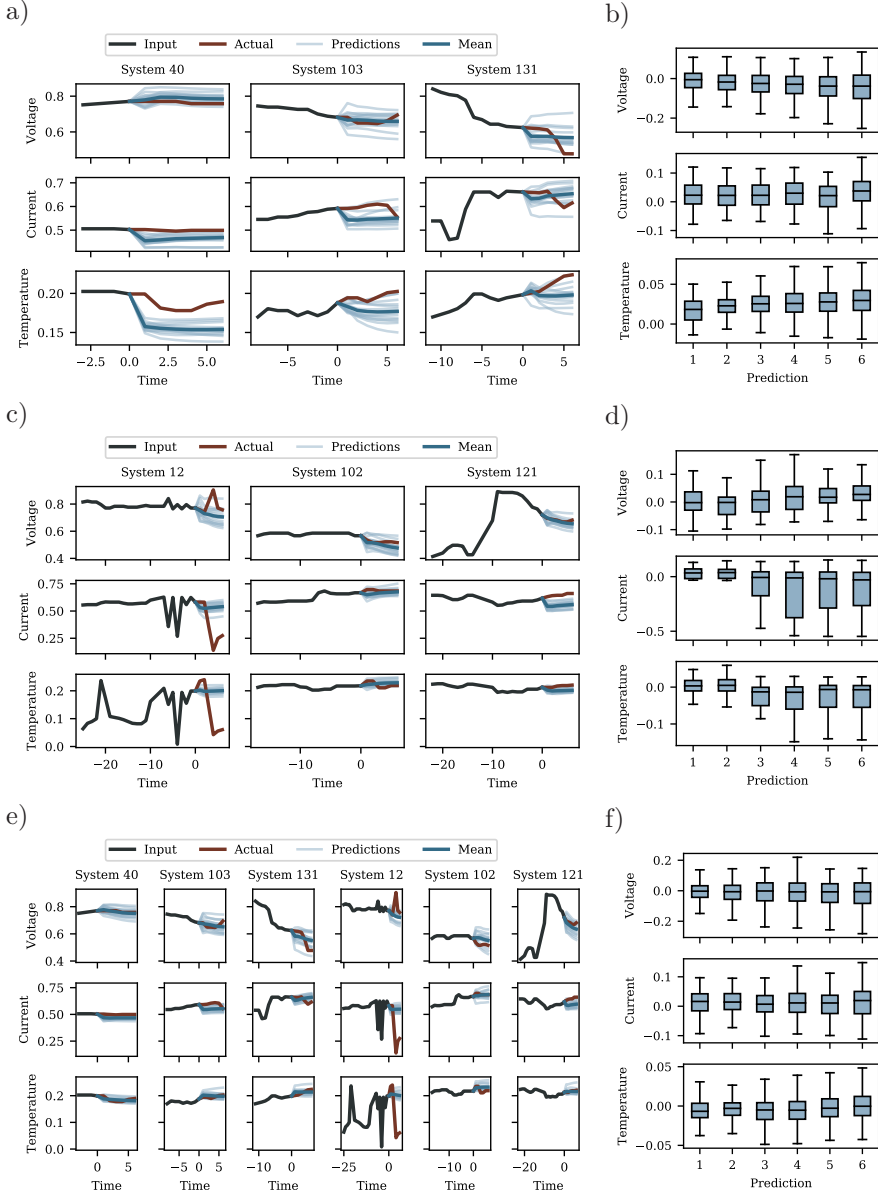 a)
Input Actual Predictions Mean
System 40 System 103 System 131
Voltage
0.8
0.6
Current
0.7
0.6
0.5
Temperature
0.20
0.15
−2.5 0.0 2.5 5.0
−5 0 5
−10 −5 0 5
Time Time Time
b)
Voltage
0.0
−0.2
Current
0.1
0.0
−0.1
Temperature
0.05
0.00
1 2 3 4 5 6
Prediction
c)
Input Actual Predictions Mean
System 12 System 102 System 121
Voltage
0.8
0.6
0.4
Current
0.75
0.50
0.25
Temperature
0.2
0.1
0.0
−20 −10 0
−10 0
−20 −10 0
Time Time Time
d)
Voltage
0.1
0.0
−0.1
Current
0.0
−0.5
Temperature
0.0
−0.1
1 2 3 4 5 6
Prediction
e)
Input Actual Predictions Mean
System 40 System 103 System 131 System 12 System 102 System 121
Voltage
1.0
0.8
0.6
0.4
Current
0.75
0.50
0.25
Temperature
0.2
0.1
0.0
0 5
−5 0 5
−10 0
−25 0
−10 0
−20 0
Time Time Time Time Time Time
f)
Voltage
0.2
0.0
−0.2
Current
0.1
0.0
−0.1
Temperature
0.05
0.00
−0.05
1 2 3 4 5 6
Prediction